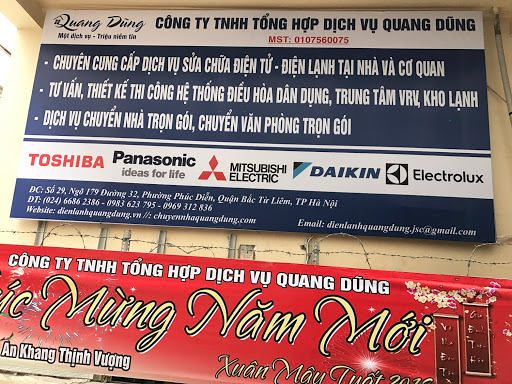 Quang Dũng
Một dịch vụ - Triệu niềm tin
CÔNG TY TNHH TỔNG HỢP DỊCH VỤ QUANG DŨNG
MST: 0107560075
- CHUYÊN CUNG CẤP DỊCH VỤ SỬA CHỮA ĐIỆN TỬ - ĐIỆN LẠNH TẠI NHÀ VÀ CƠ QUAN
- TƯ VẤN, THIẾT KẾ THI CÔNG HỆ THỐNG ĐIỀU HÒA DÂN DỤNG, TRUNG TÂM VRV, KHO LẠNH
- DỊCH VỤ CHUYỂN NHÀ TRỌN GÓI, CHUYỂN VĂN PHÒNG TRỌN GÓI
TOSHIBA Panasonic ideas for life MITSUBISHI ELECTRIC DAIKIN Electrolux
ĐC: Số 29, Ngõ 179 Đường 32, Phường Phúc Diễn, Quận Bắc Từ Liêm, TP Hà Nội
ĐT: (024) 6686 2386 - 0983 623 795 - 0969 312 836
Website: dienlanhquangdung.vn //: chuyennhaquangdung.com
Email: dienlanhquangdung.jsc@gmail.com
CÔNG TY TNHH TỔNG HỢP DỊCH VỤ QUANG DŨNG
úc Mừng Năm Mới
An Khang Thịnh Vượng
Xuân Mậu Tuất 201